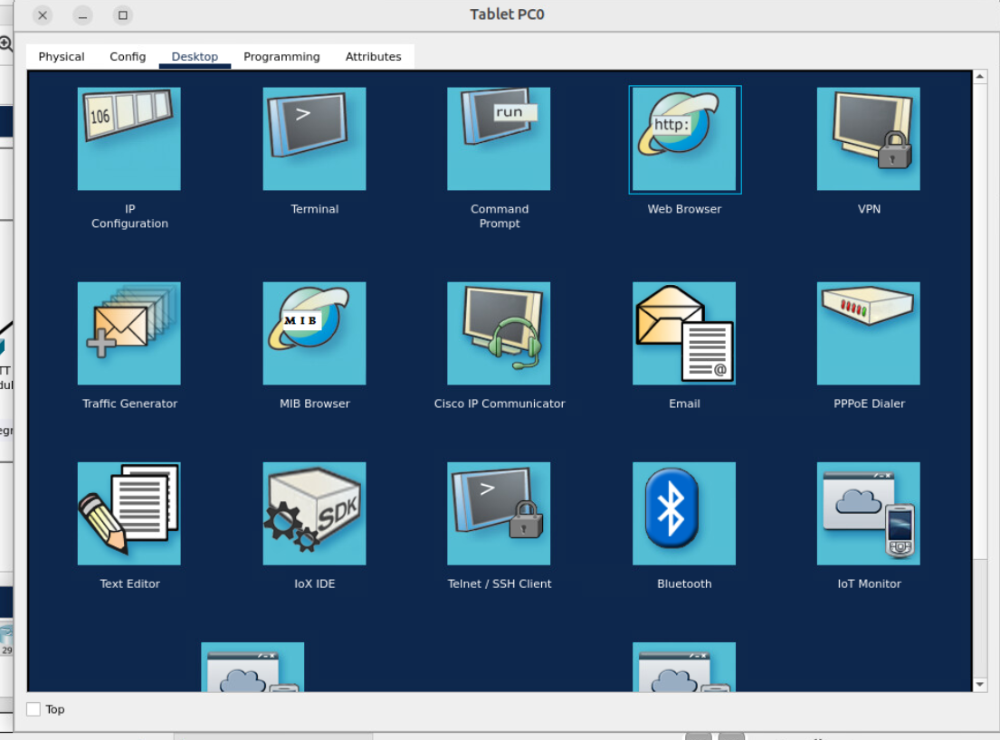 Tablet PC0
Physical Config Desktop Programming Attributes
106
>
run
http:
IP
Configuration
Terminal
Command
Prompt
Web Browser
VPN
MIB
@
Traffic Generator
MIB Browser
Cisco IP Communicator
Email
PPPoE Dialer
SDK
>
Text Editor
IoX IDE
Telnet / SSH Client
Bluetooth
IoT Monitor
TT
29
Top